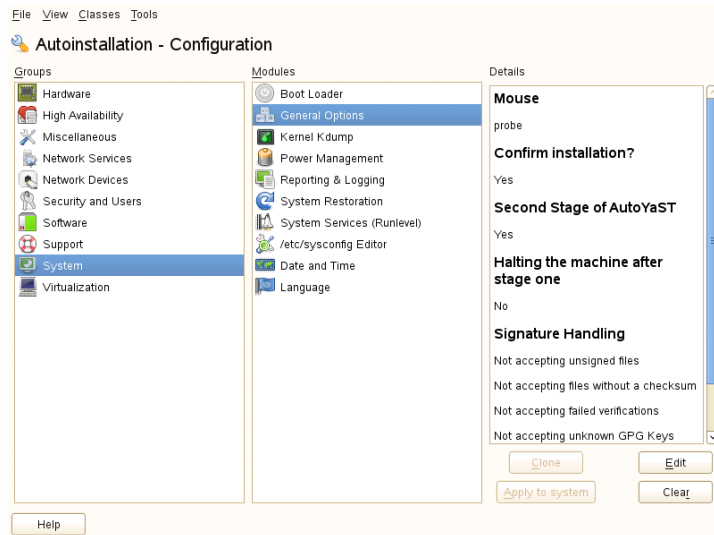 File View Classes Tools
Autoinstallation - Configuration
Groups
Hardware
High Availability
Miscellaneous
Network Services
Network Devices
Security and Users
Software
Support
System
Virtualization
Modules
Boot Loader
General Options
Kernel Kdump
Power Management
Reporting & Logging
System Restoration
System Services (Runlevel)
/etc/sysconfig Editor
Date and Time
Language
Details
Mouse
probe
Confirm installation?
Yes
Second Stage of AutoYaST
Yes
Halting the machine after
stage one
No
Signature Handling
Not accepting unsigned files
Not accepting files without a checksum
Not accepting failed verifications
Not accepting unknown GPG Keys
Clone
Edit
Apply to system
Clear
Help